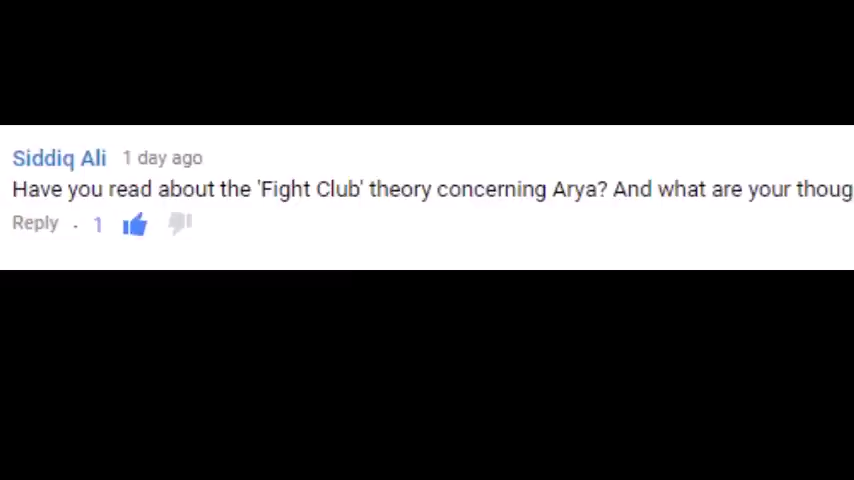 Siddiq Ali 1 day ago
Have you read about the 'Fight Club' theory concerning Arya? And what are your thoug
Reply . 1